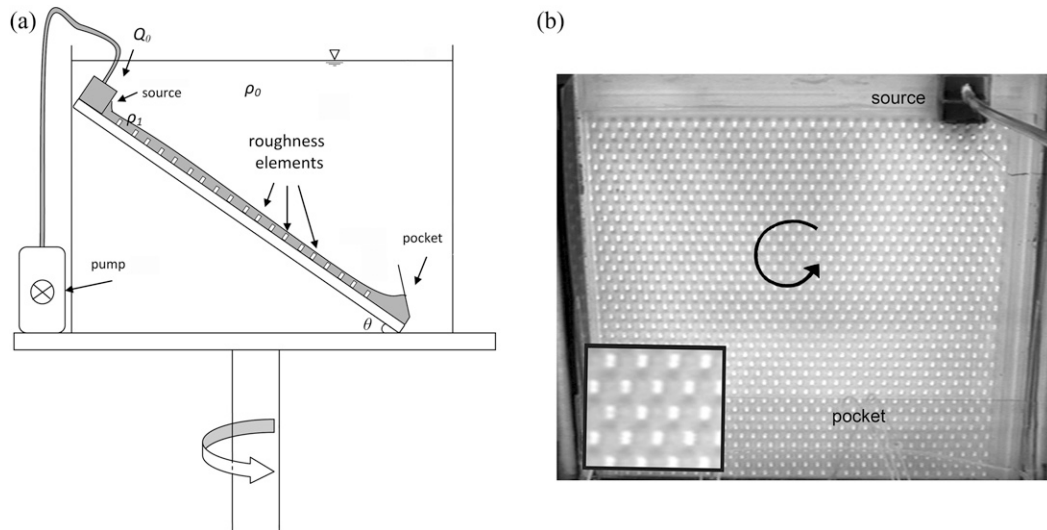 (a)
Q₀
source
ρ₀
ρ₁
roughness
elements
pocket
pump
θ
(b)
source
pocket